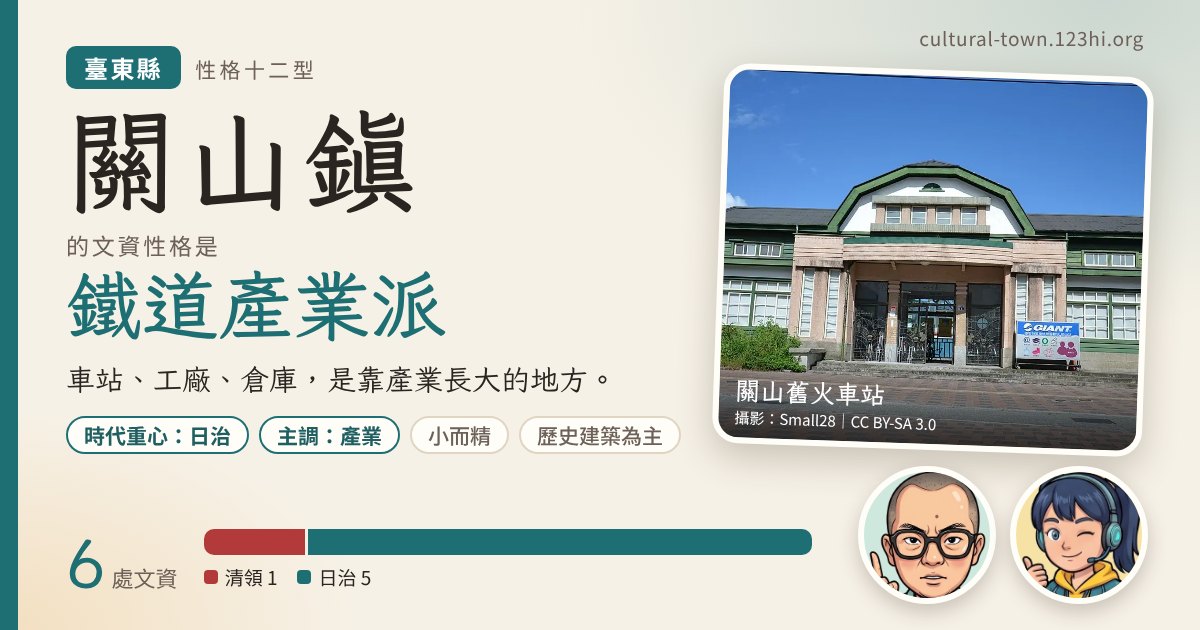 臺東縣 性格十二型
cultural-town.123hi.org
關山鎮
的文資性格是
鐵道產業派
車站、工廠、倉庫，是靠產業長大的地方。
時代重心：日治 主調：產業 小而精 歷史建築為主
GIANT
關山舊火車站
攝影：Small28｜CC BY-SA 3.0
6 處文資
清領 1 日治 5